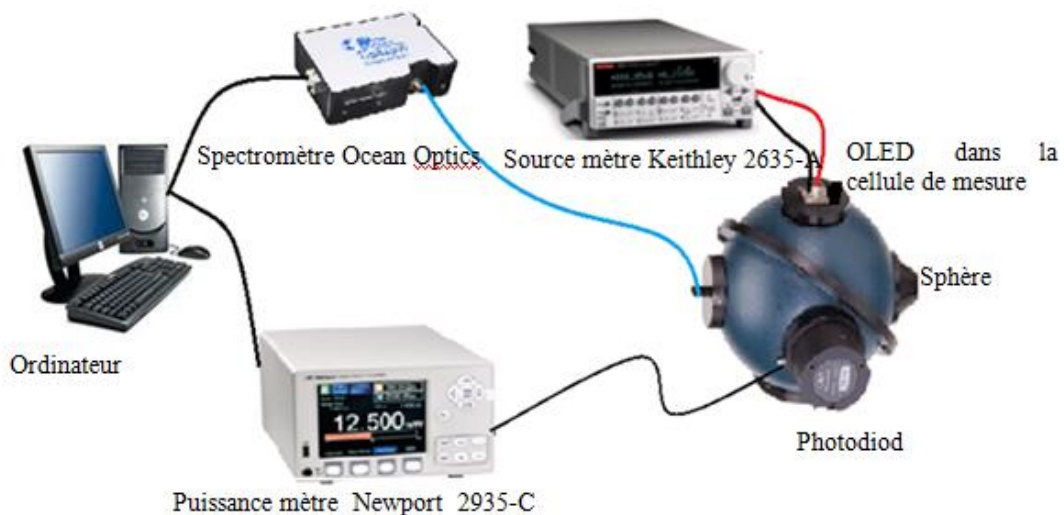 Spectromètre Ocean Optics
Source mètre Keithley 2635-A
OLED dans la
cellule de mesure
Sphère
Ordinateur
12.500
Photodiod
Puissance mètre Newport 2935-C